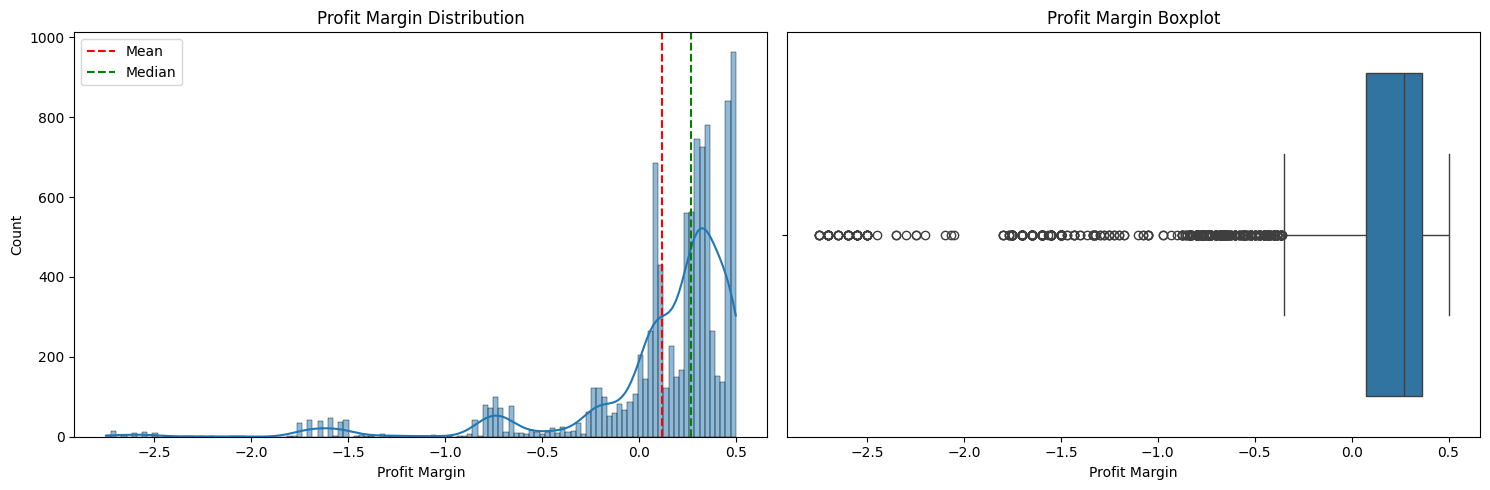 Profit Margin Distribution
Mean
Median
1000
800
600
400
200
0
Count
−2.5 −2.0 −1.5 −1.0 −0.5 0.0 0.5
Profit Margin
Profit Margin Boxplot
−2.5 −2.0 −1.5 −1.0 −0.5 0.0 0.5
Profit Margin